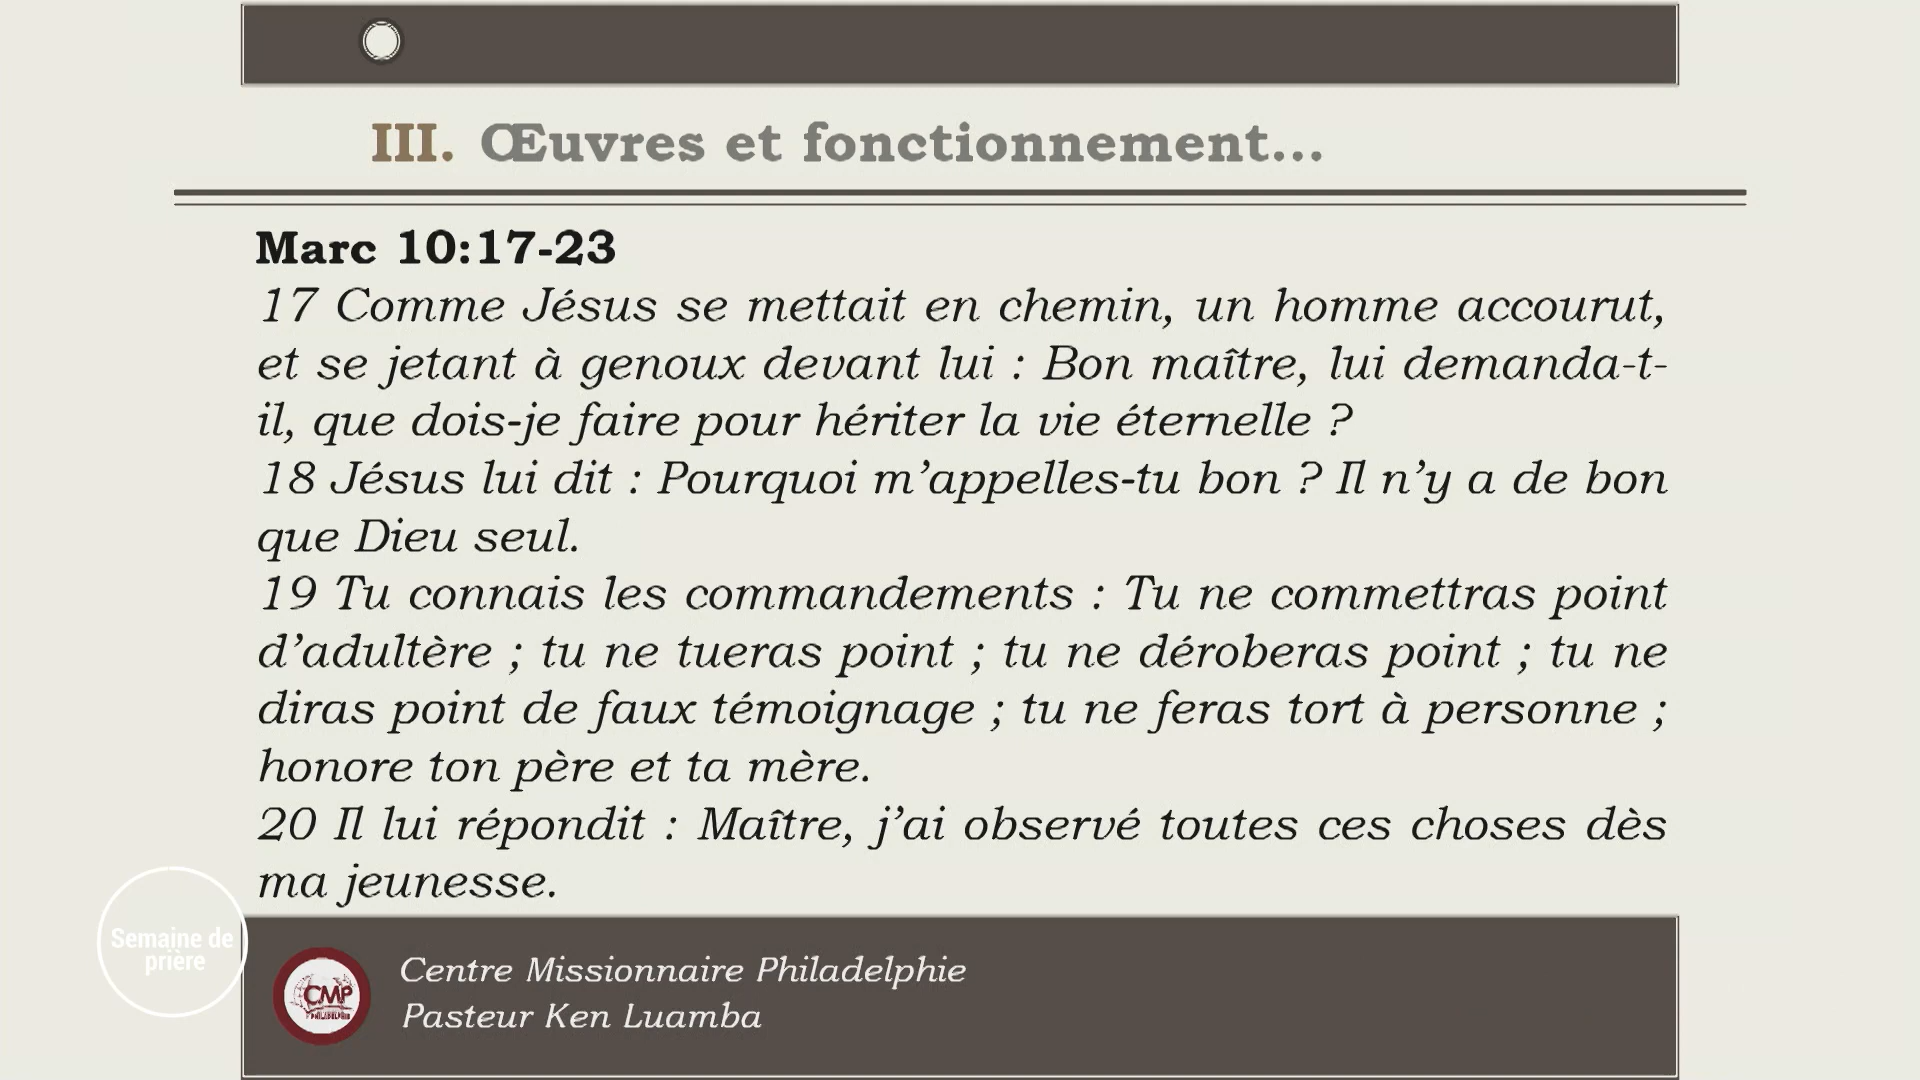 III. Œuvres et fonctionnement...
Marc 10:17-23
17 Comme Jésus se mettait en chemin, un homme accourut,
et se jetant à genoux devant lui : Bon maître, lui demanda-t-
il, que dois-je faire pour hériter la vie éternelle ?
18 Jésus lui dit : Pourquoi m’appelles-tu bon ? Il n’y a de bon
que Dieu seul.
19 Tu connais les commandements : Tu ne commettras point
d’adultère ; tu ne tueras point ; tu ne déroberas point ; tu ne
diras point de faux témoignage ; tu ne feras tort à personne ;
honore ton père et ta mère.
20 Il lui répondit : Maître, j’ai observé toutes ces choses dès
ma jeunesse.
Semaine de
prière
CMP
PHILADELPHIE
Centre Missionnaire Philadelphie
Pasteur Ken Luamba